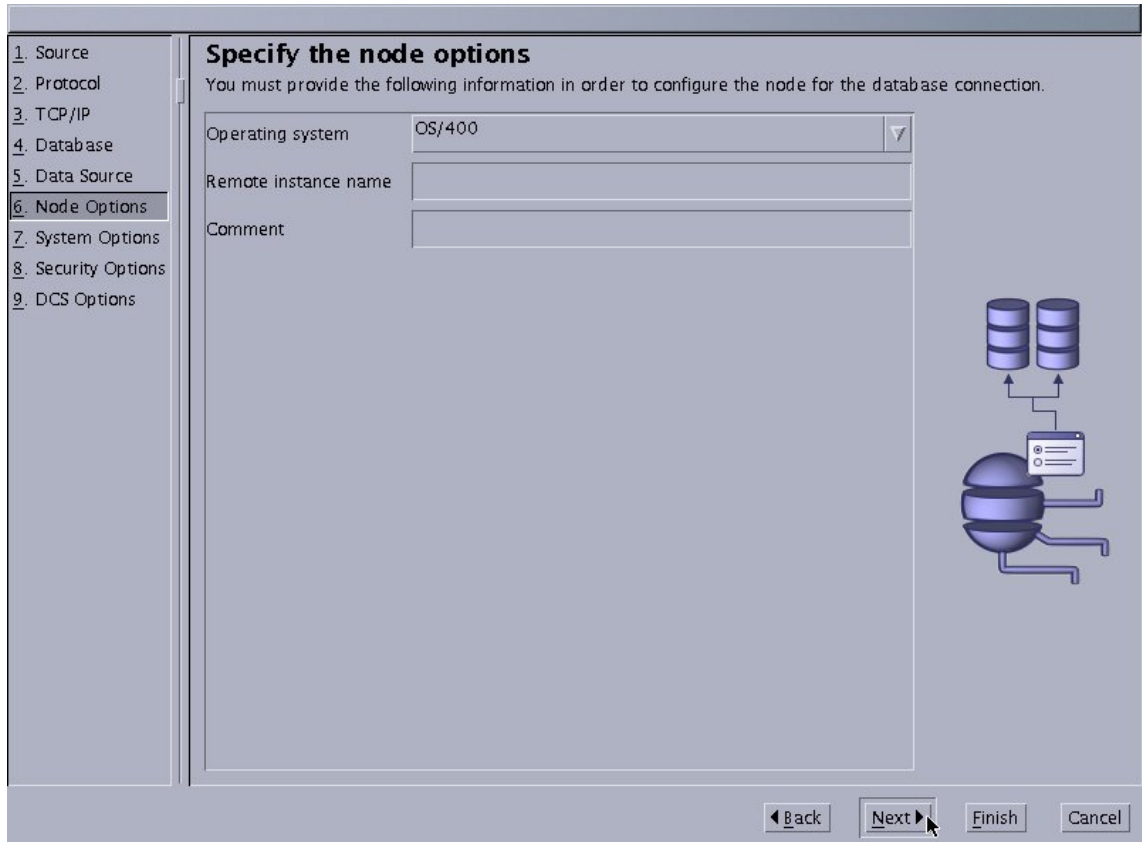 1. Source
2. Protocol
3. TCP/IP
4. Database
5. Data Source
6. Node Options
7. System Options
8. Security Options
9. DCS Options
Specify the node options
You must provide the following information in order to configure the node for the database connection.
Operating system OS/400
Remote instance name
Comment
Back Next Finish Cancel